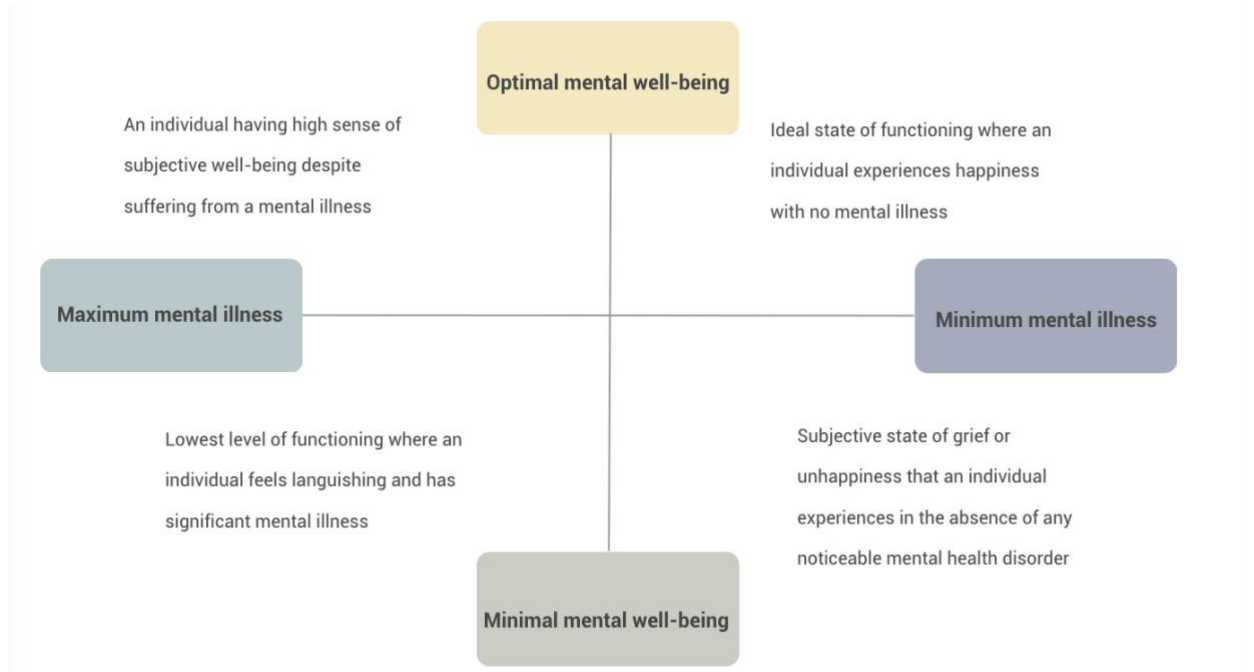 Optimal mental well-being
An individual having high sense of
subjective well-being despite
suffering from a mental illness
Ideal state of functioning where an
individual experiences happiness
with no mental illness
Maximum mental illness
Minimum mental illness
Lowest level of functioning where an
individual feels languishing and has
significant mental illness
Subjective state of grief or
unhappiness that an individual
experiences in the absence of any
noticeable mental health disorder
Minimal mental well-being